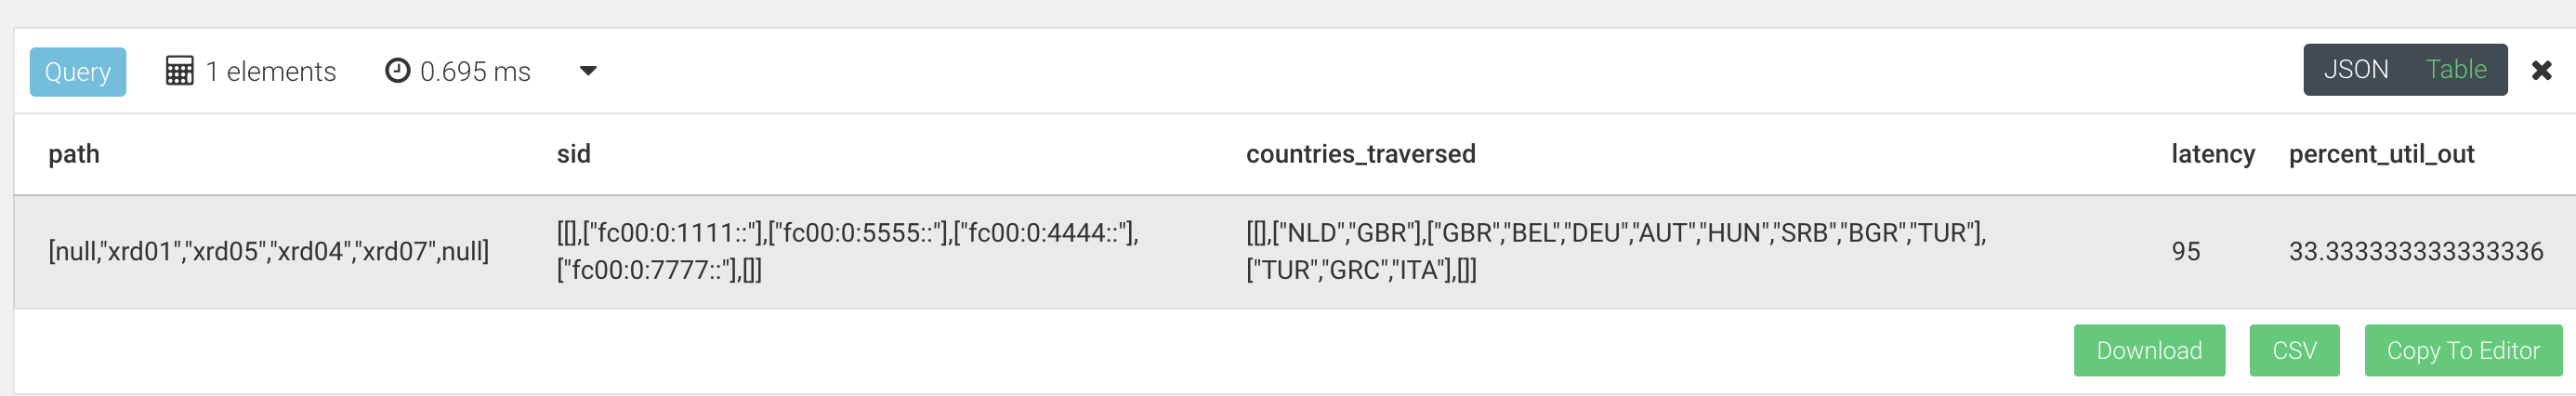 Query 1 elements 0.695 ms JSON Table
path sid countries_traversed latency percent_util_out
[null,"xrd01","xrd05","xrd04","xrd07",null] [[],["fc00:0:1111::"],["fc00:0:5555::"],["fc00:0:4444::"], [[],["NLD","GBR"],["GBR","BEL","DEU","AUT","HUN","SRB","BGR","TUR"], 95 33.333333333333336
["fc00:0:7777::"],[]] ["TUR","GRC","ITA"],[]]
Download CSV Copy To Editor